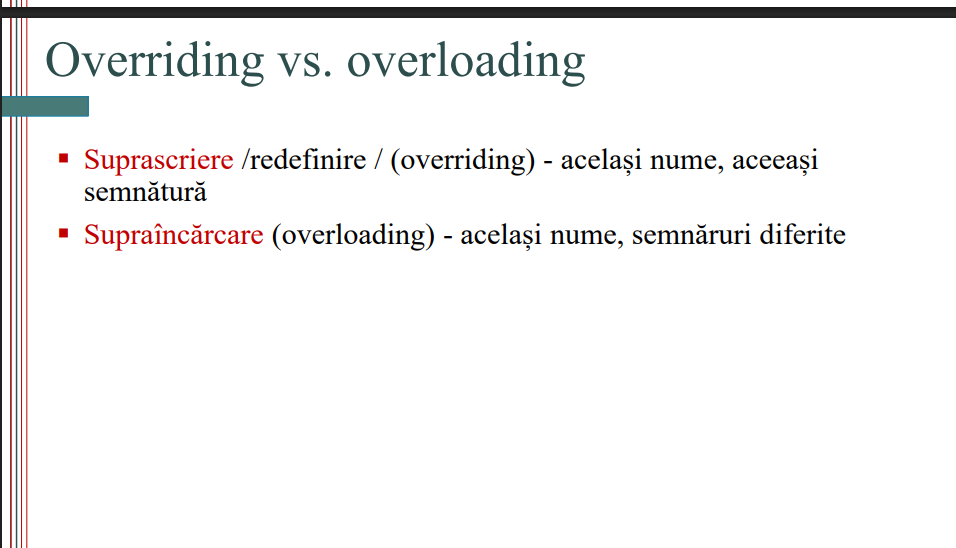 Overriding vs. overloading
▪ Suprascriere /redefinire / (overriding) - același nume, aceeași
semnătură
▪ Supraîncărcare (overloading) - același nume, semnăruri diferite